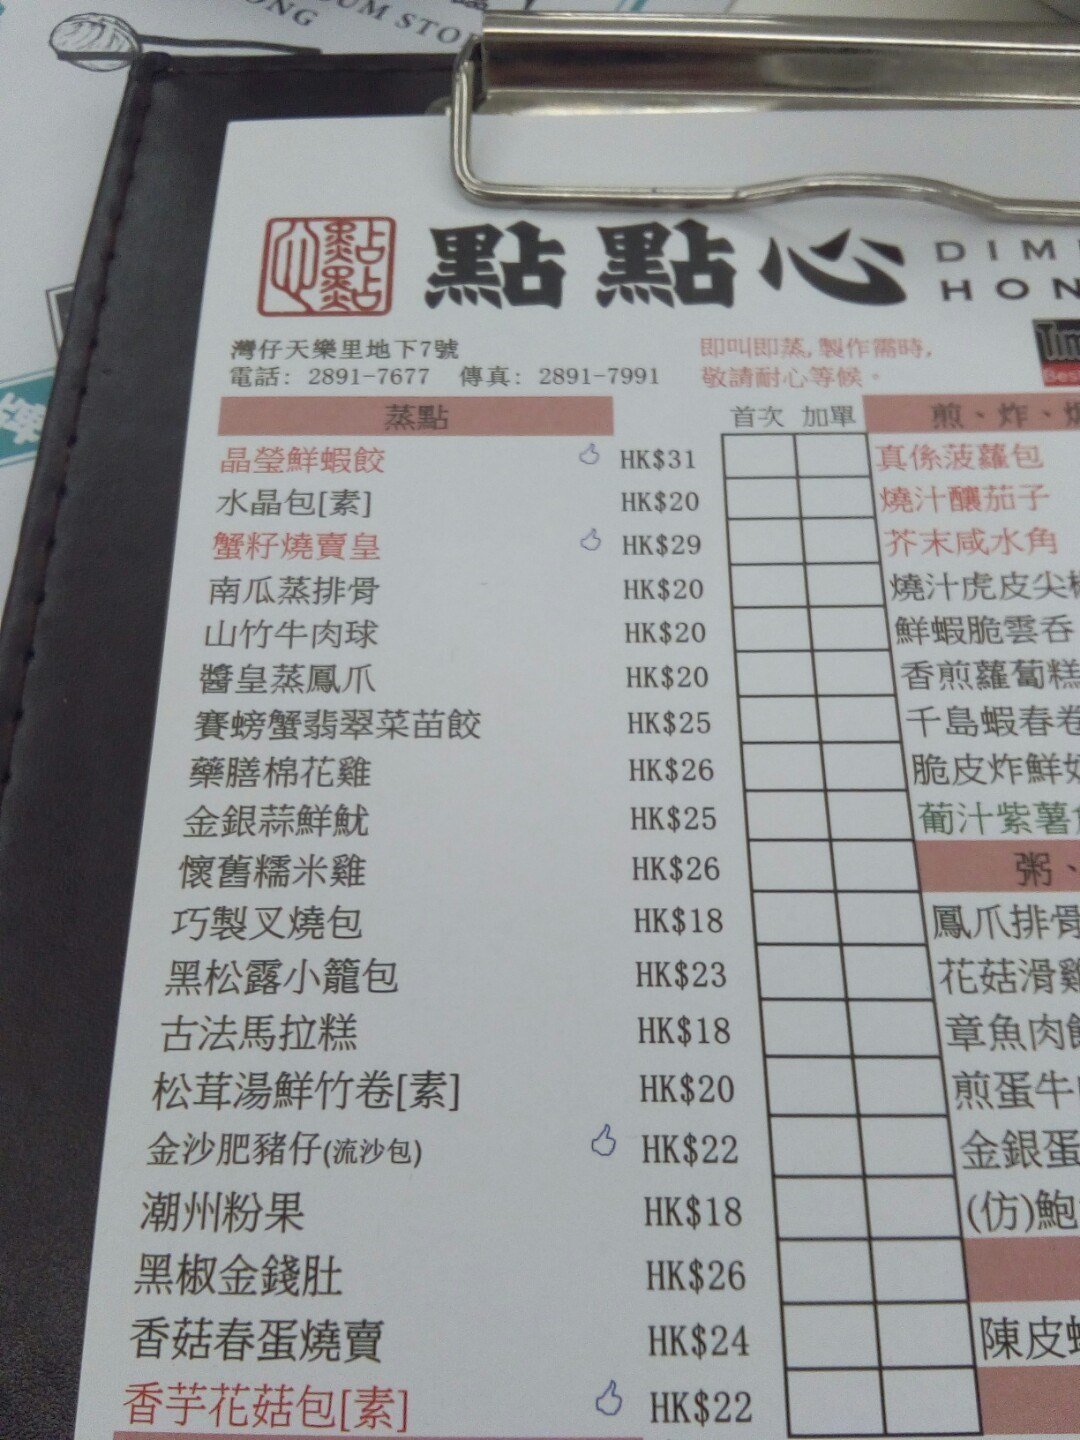 點點心 DIM
HON
灣仔天樂里地下7號
電話: 2891-7677 傳真: 2891-7991
即叫即蒸,製作需時,
敬請耐心等候。
蒸點
首次 加單
晶瑩鮮蝦餃 HK$31
水晶包[素] HK$20
蟹籽燒賣皇 HK$29
南瓜蒸排骨 HK$20
山竹牛肉球 HK$20
醬皇蒸鳳爪 HK$20
賽螃蟹翡翠菜苗餃 HK$25
藥膳棉花雞 HK$26
金銀蒜鮮魷 HK$25
懷舊糯米雞 HK$26
巧製叉燒包 HK$18
黑松露小籠包 HK$23
古法馬拉糕 HK$18
松茸湯鮮竹卷[素] HK$20
金沙肥豬仔(流沙包) HK$22
潮州粉果 HK$18
黑椒金錢肚 HK$26
香菇春蛋燒賣 HK$24
香芋花菇包[素] HK$22
煎、炸、
真係菠蘿包
燒汁釀茄子
芥末咸水角
燒汁虎皮尖
鮮蝦脆雲吞
香煎蘿蔔糕
千島蝦春卷
脆皮炸鮮
葡汁紫薯
粥、
鳳爪排骨
花菇滑雞
章魚肉
煎蛋牛
金銀蛋
(仿)鮑
陳皮